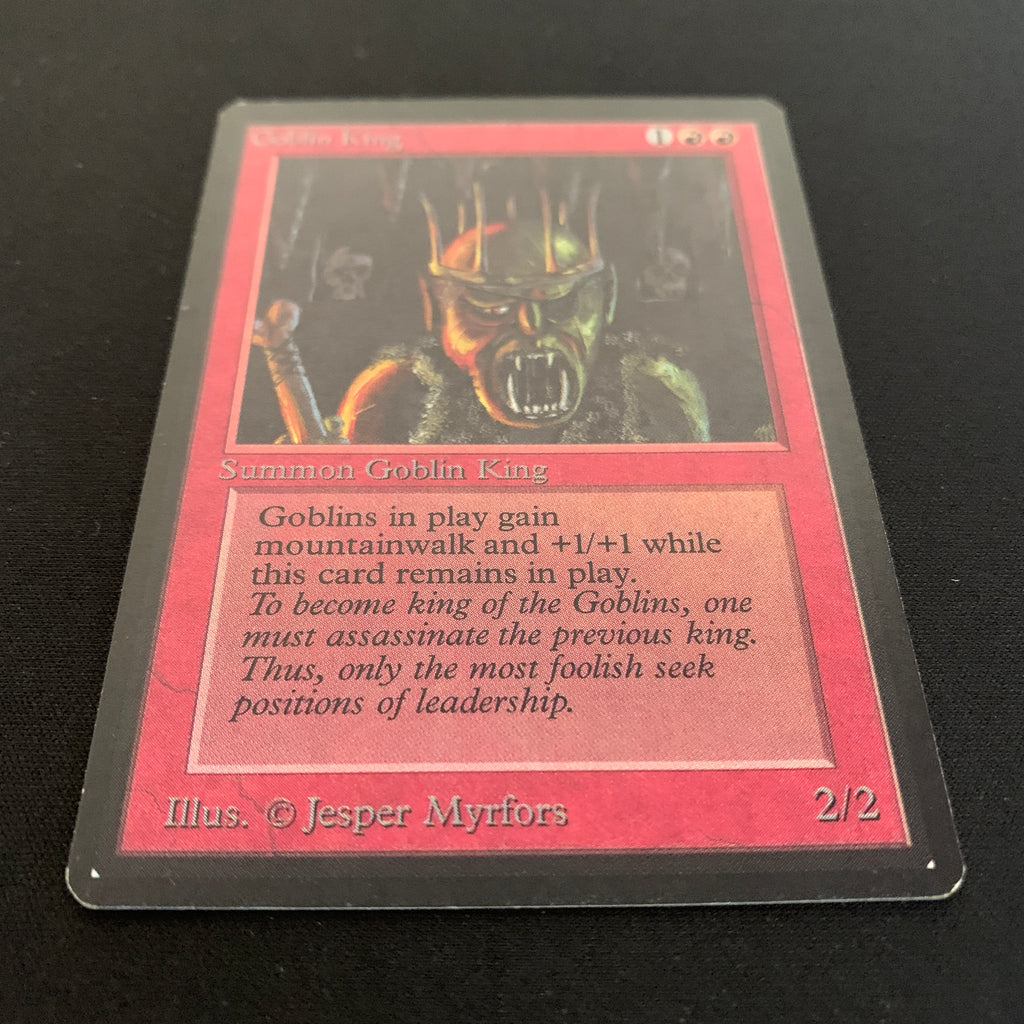 Goblin King 1
Summon Goblin King
Goblins in play gain
mountainwalk and +1/+1 while
this card remains in play.
To become king of the Goblins, one
must assassinate the previous king.
Thus, only the most foolish seek
positions of leadership.
Illus. © Jesper Myrfors 2/2